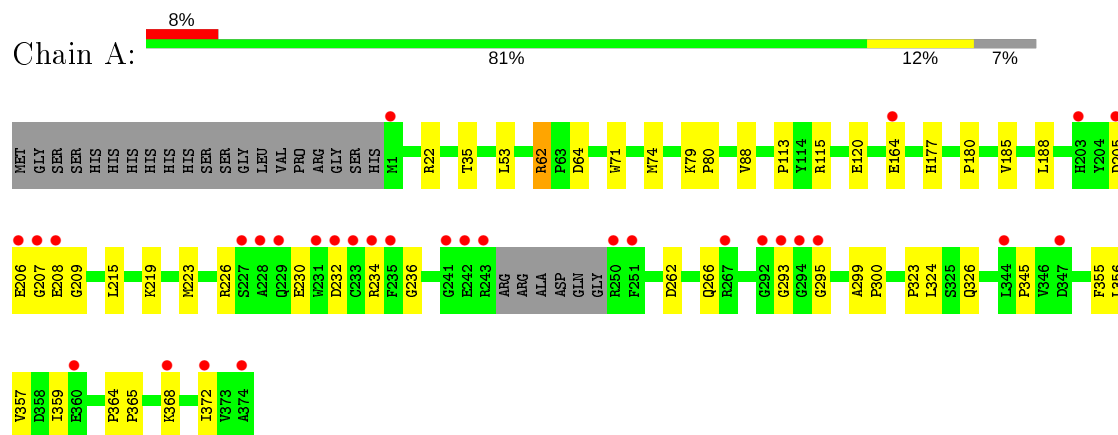 8%
Chain A:
81% 12% 7%
MET GLY SER SER HIS HIS HIS HIS HIS HIS SER SER GLY LEU VAL PRO ARG GLY SER HIS M1 R22 T35 L53 R62 P63 D64 W71 M74 K79 P80 V88 P113 Y114 R115 E120 E164 H177 P180 V185 L188 H203 Y204 D205
E206 G207 E208 G209 L215 K219 M223 R226 S227 A228 Q229 E230 W231 D232 C233 R234 F235 G236 G241 E242 R243 ARG ARG ALA ASP GLN GLY R250 F251 D262 Q266 R267 G292 G293 G294 G295 A299 P300 P323 L324 S325 Q326 L344 P345 V346 D347 F355 L356
V357 D358 I359 E360 P364 P365 K368 I372 V373 A374